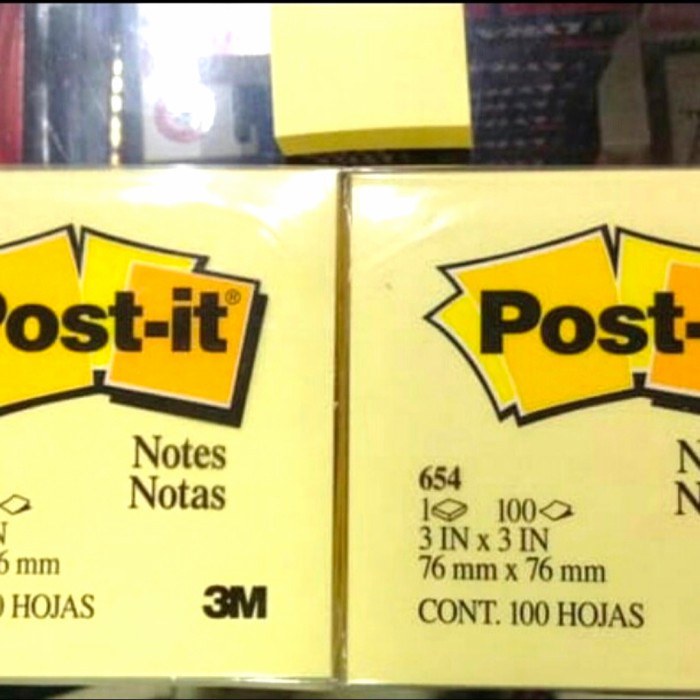 Post-it®
Notes
Notas
6 mm
HOJAS
3M
Post-
654
1 100
3 IN x 3 IN
76 mm x 76 mm
CONT. 100 HOJAS